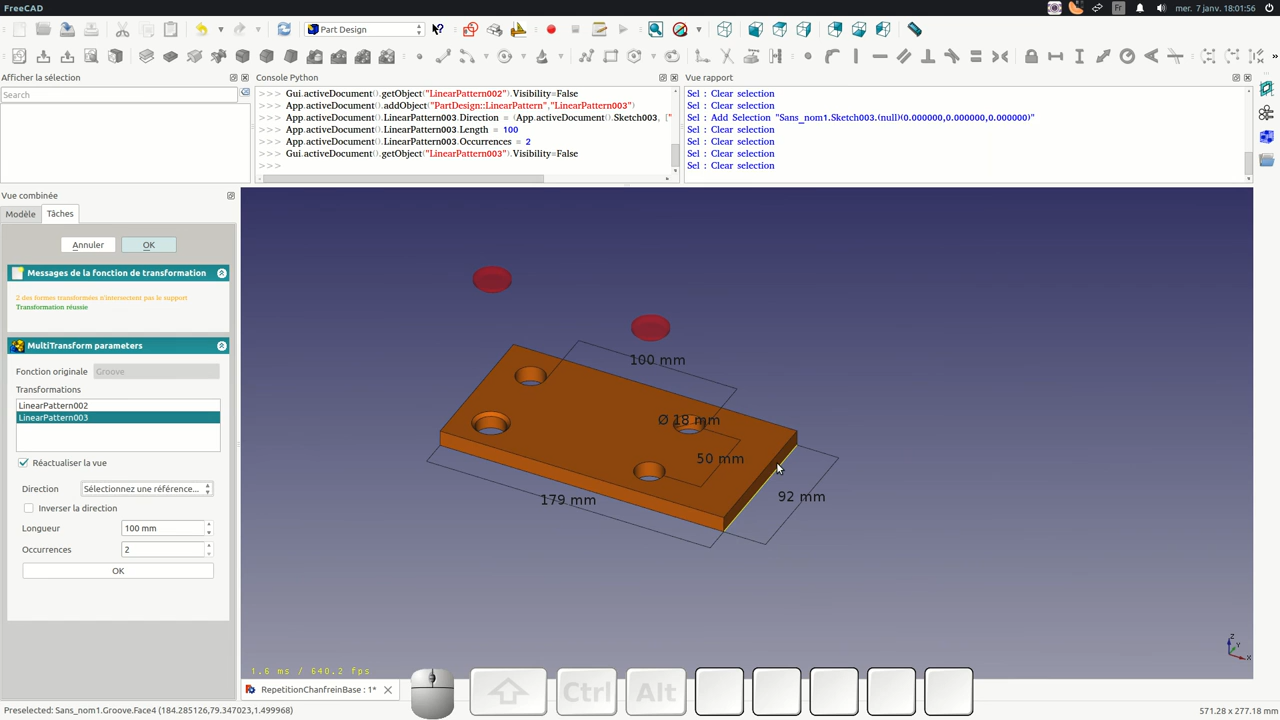 FreeCAD
Fr
mer. 7 janv. 18:01:56
Part Design
Afficher la sélection
Search
Console Python
>>> Gui.activeDocument().getObject("LinearPattern002").Visibility=False
>>> App.activeDocument().addObject("PartDesign::LinearPattern","LinearPattern003")
>>> App.activeDocument().LinearPattern003.Direction = (App.activeDocument().Sketch003, ["
>>> App.activeDocument().LinearPattern003.Length = 100
>>> App.activeDocument().LinearPattern003.Occurrences = 2
>>> Gui.activeDocument().getObject("LinearPattern003").Visibility=False
>>>
Vue rapport
Sel : Clear selection
Sel : Clear selection
Sel : Add Selection "Sans_nom1.Sketch003.(null)(0.000000,0.000000,0.000000)"
Sel : Clear selection
Sel : Clear selection
Sel : Clear selection
Sel : Clear selection
Vue combinée
Modèle
Tâches
Annuler
OK
Messages de la fonction de transformation
2 des formes transformées n'intersectent pas le support
Transformation réussie
MultiTransform parameters
Fonction originale
Groove
Transformations
LinearPattern002
LinearPattern003
Réactualiser la vue
Direction
Sélectionnez une référence...
Inverser la direction
Longueur
100 mm
Occurrences
2
OK
100 mm
Ø 18 mm
50 mm
92 mm
179 mm
Z
X
1.6 ms / 640.2 fps
RepetitionChanfreinBase : 1*
Ctrl
Alt
Preselected: Sans_nom1.Groove.Face4 (184.285126,79.347023,1.499968)
571.28 x 277.18 mm